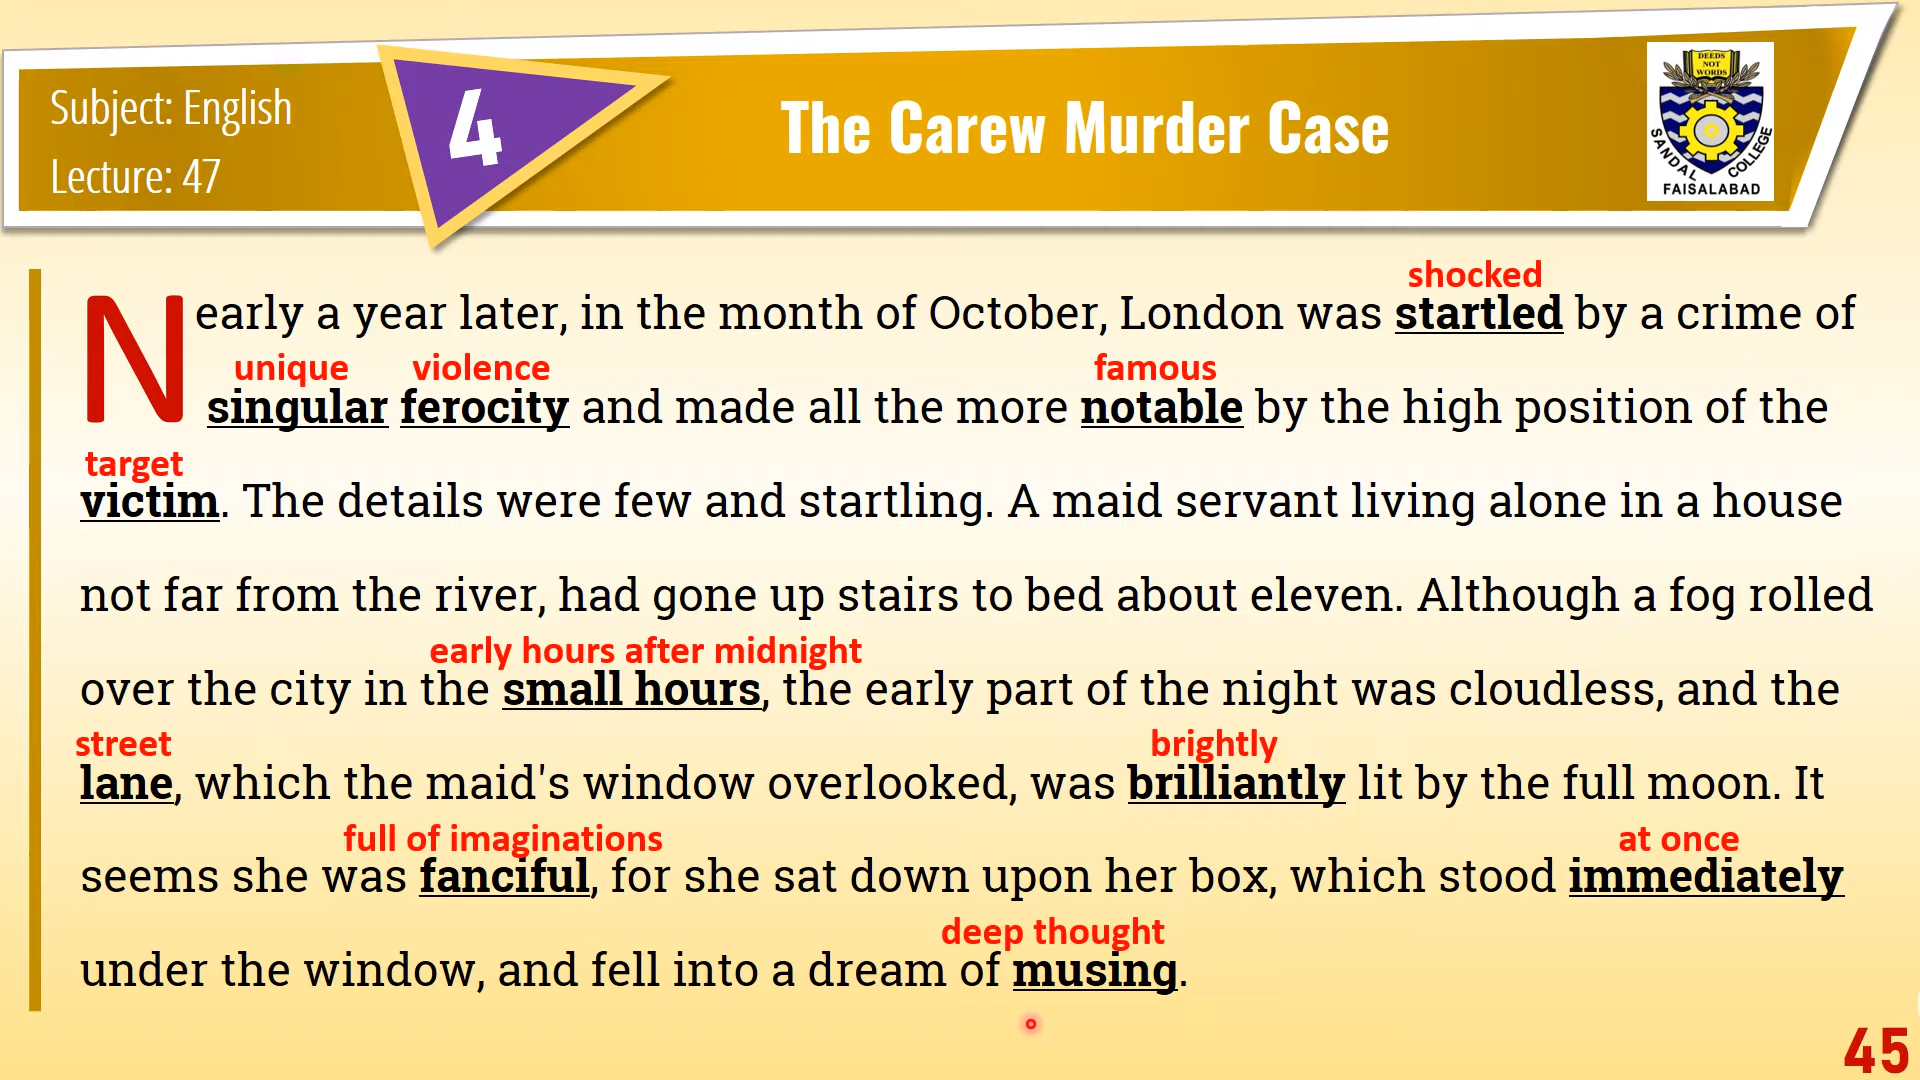 Subject: English
Lecture: 47
4
The Carew Murder Case
DEEDS
NOT
WORDS
SANDAL COLLEGE
FAISALABAD
shocked
Nearly a year later, in the month of October, London was startled by a crime of
unique violence famous
singular ferocity and made all the more notable by the high position of the
target
victim. The details were few and startling. A maid servant living alone in a house
not far from the river, had gone up stairs to bed about eleven. Although a fog rolled
early hours after midnight
over the city in the small hours, the early part of the night was cloudless, and the
street brightly
lane, which the maid's window overlooked, was brilliantly lit by the full moon. It
full of imaginations at once
seems she was fanciful, for she sat down upon her box, which stood immediately
deep thought
under the window, and fell into a dream of musing.
45